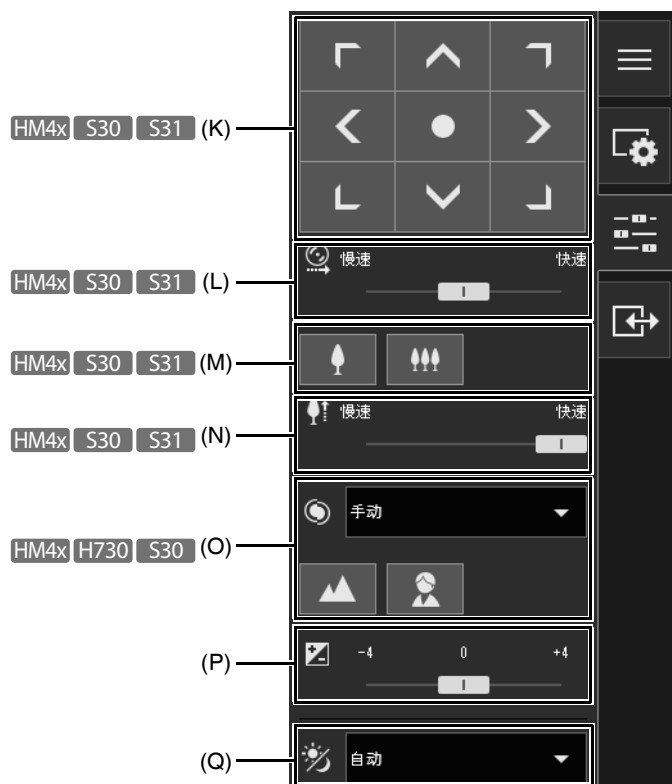 HM4x S30 S31 (K)
HM4x S30 S31 (L)
慢速 快速
HM4x S30 S31 (M)
HM4x S30 S31 (N)
慢速 快速
手动
HM4x H730 S30 (O)
(P)
-4 0 +4
(Q)
自动